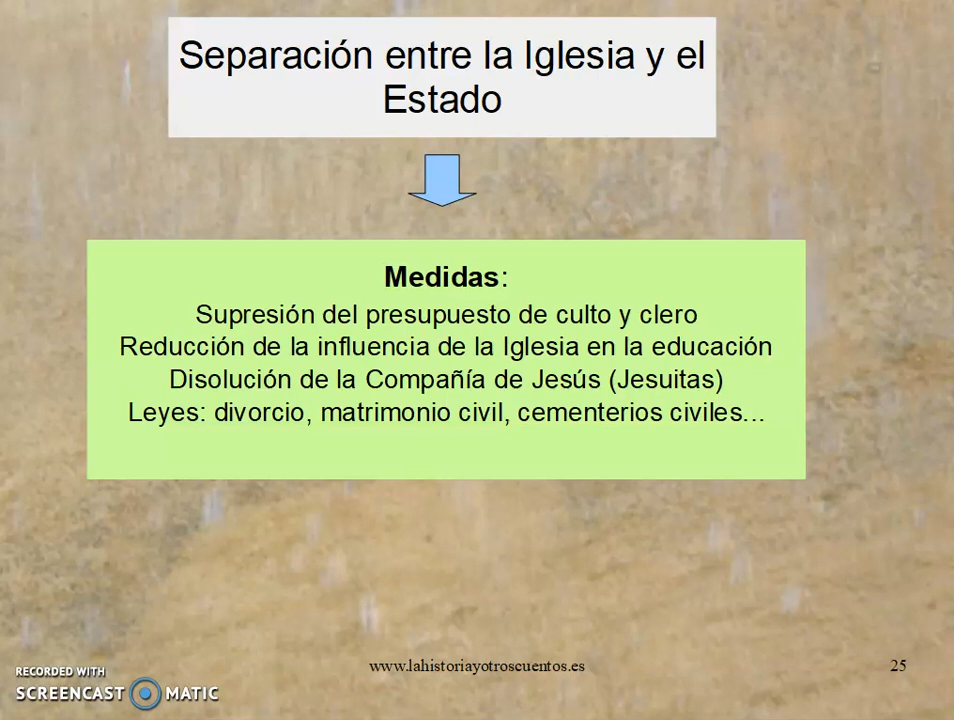 Separación entre la Iglesia y el
Estado
Medidas:
Supresión del presupuesto de culto y clero
Reducción de la influencia de la Iglesia en la educación
Disolución de la Compañía de Jesús (Jesuitas)
Leyes: divorcio, matrimonio civil, cementerios civiles...
www.lahistoriayotroscuentos.es
25
RECORDED WITH
SCREENCAST MATIC